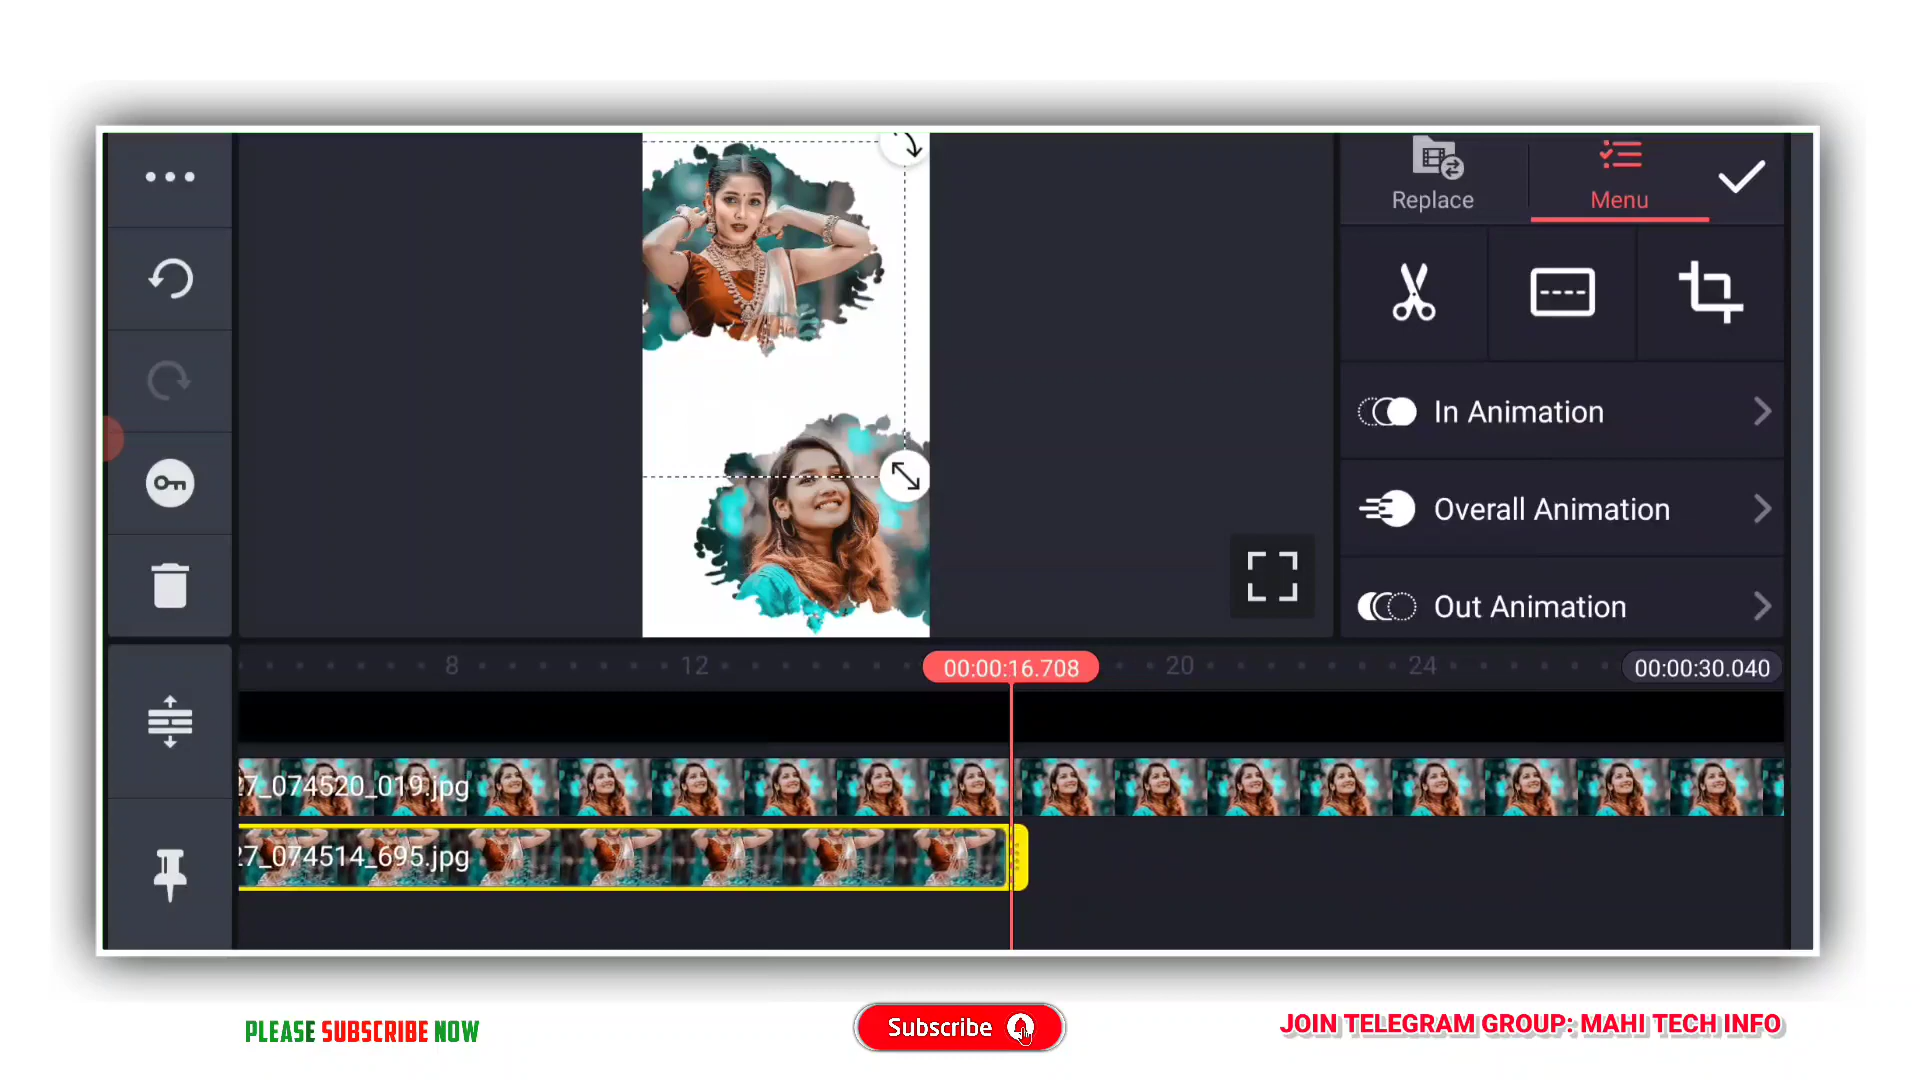 Replace
Menu
In Animation
Overall Animation
Out Animation
8
12
00:00:16.708
20
24
00:00:30.040
27_074520_019.jpg
27_074514_695.jpg
PLEASE SUBSCRIBE NOW
Subscribe
JOIN TELEGRAM GROUP: MAHI TECH INFO